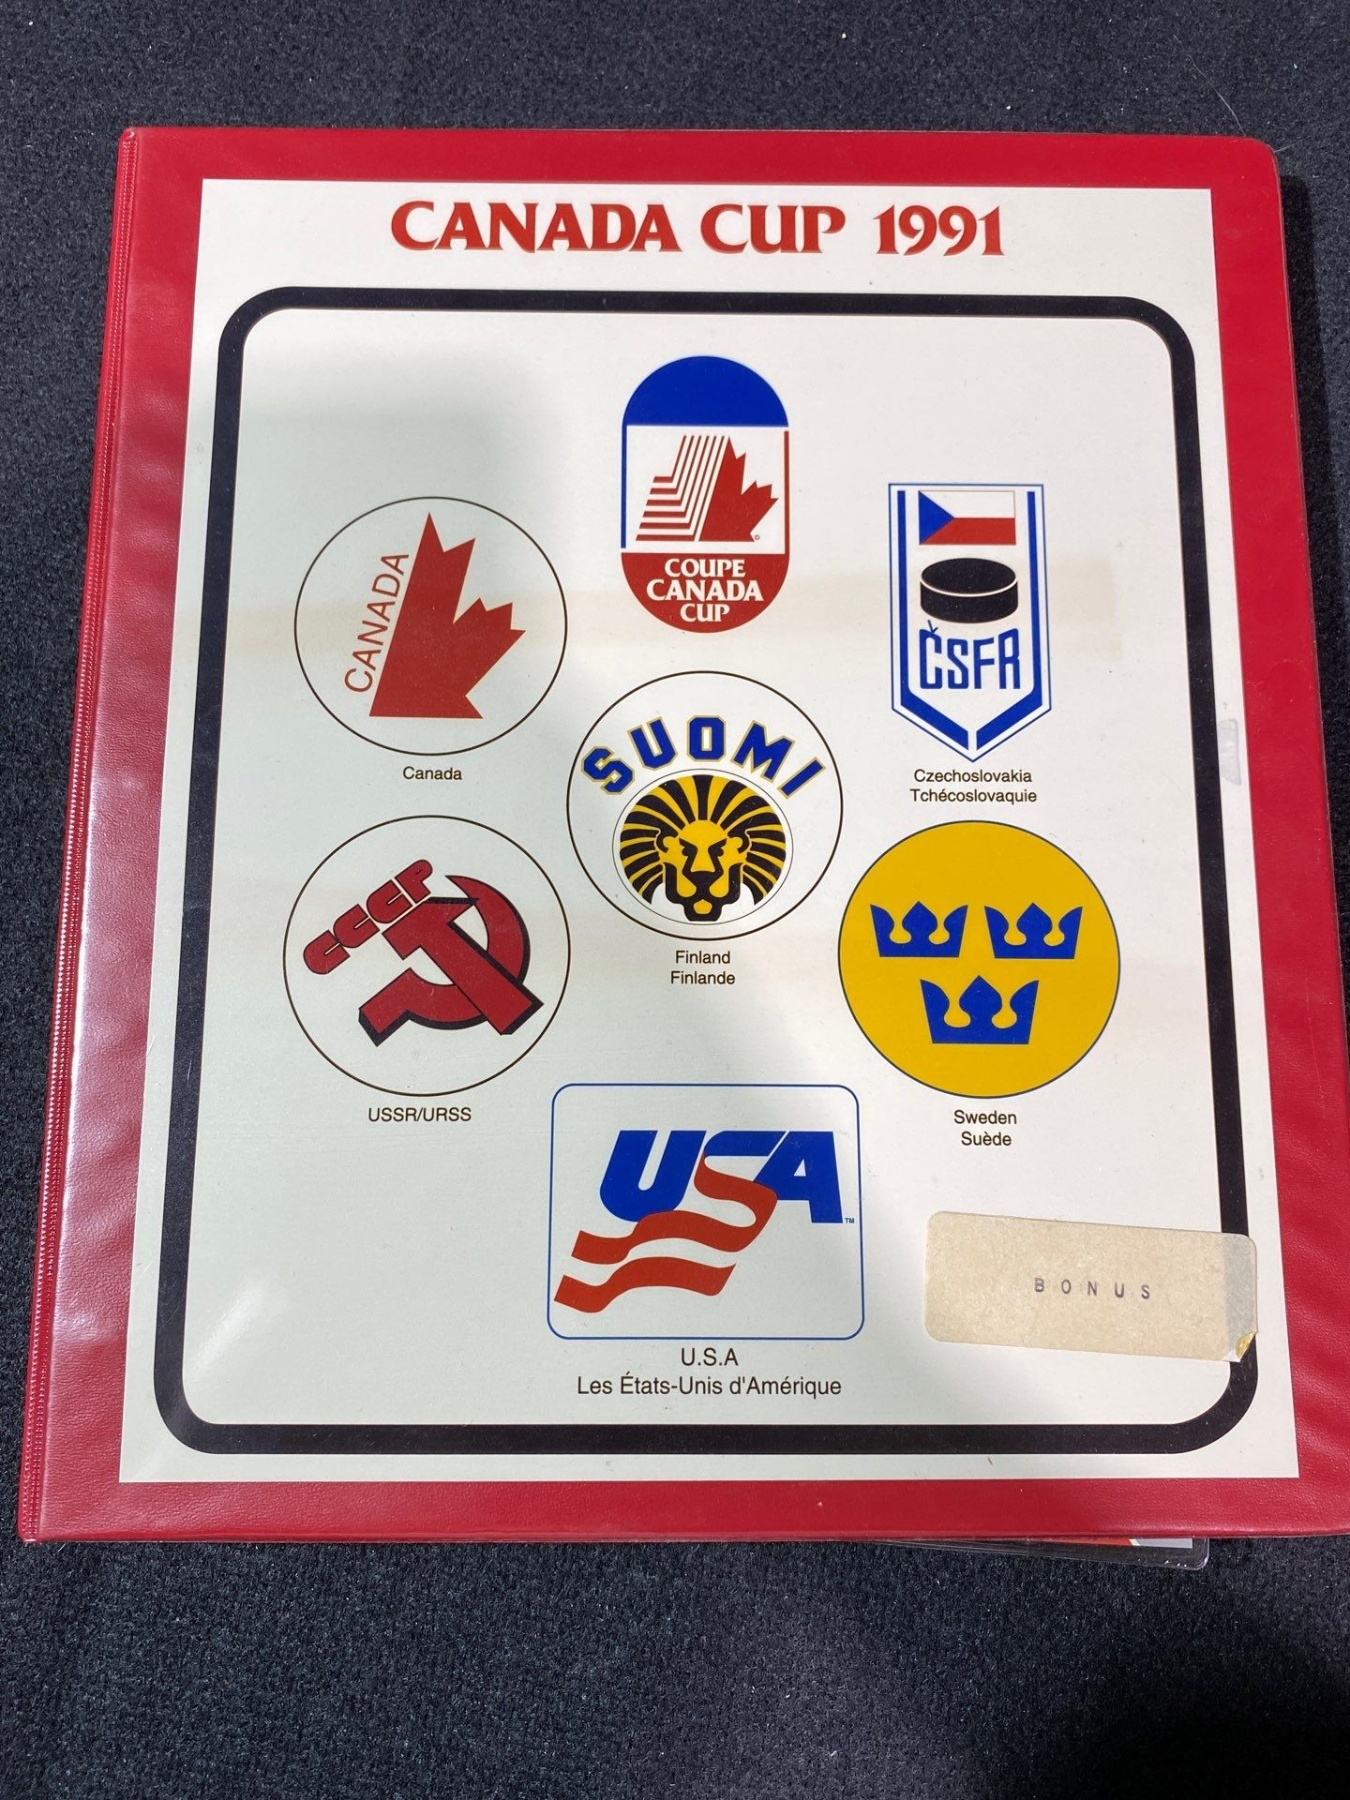 CANADA CUP 1991
COUPE
CANADA
CUP
CANADA
Canada
ČSFR
Czechoslovakia
Tchécoslovaquie
SUOMI
Finland
Finlande
CCCP
USSR/URSS
Sweden
Suède
USA™
U.S.A
Les États-Unis d'Amérique
BONUS